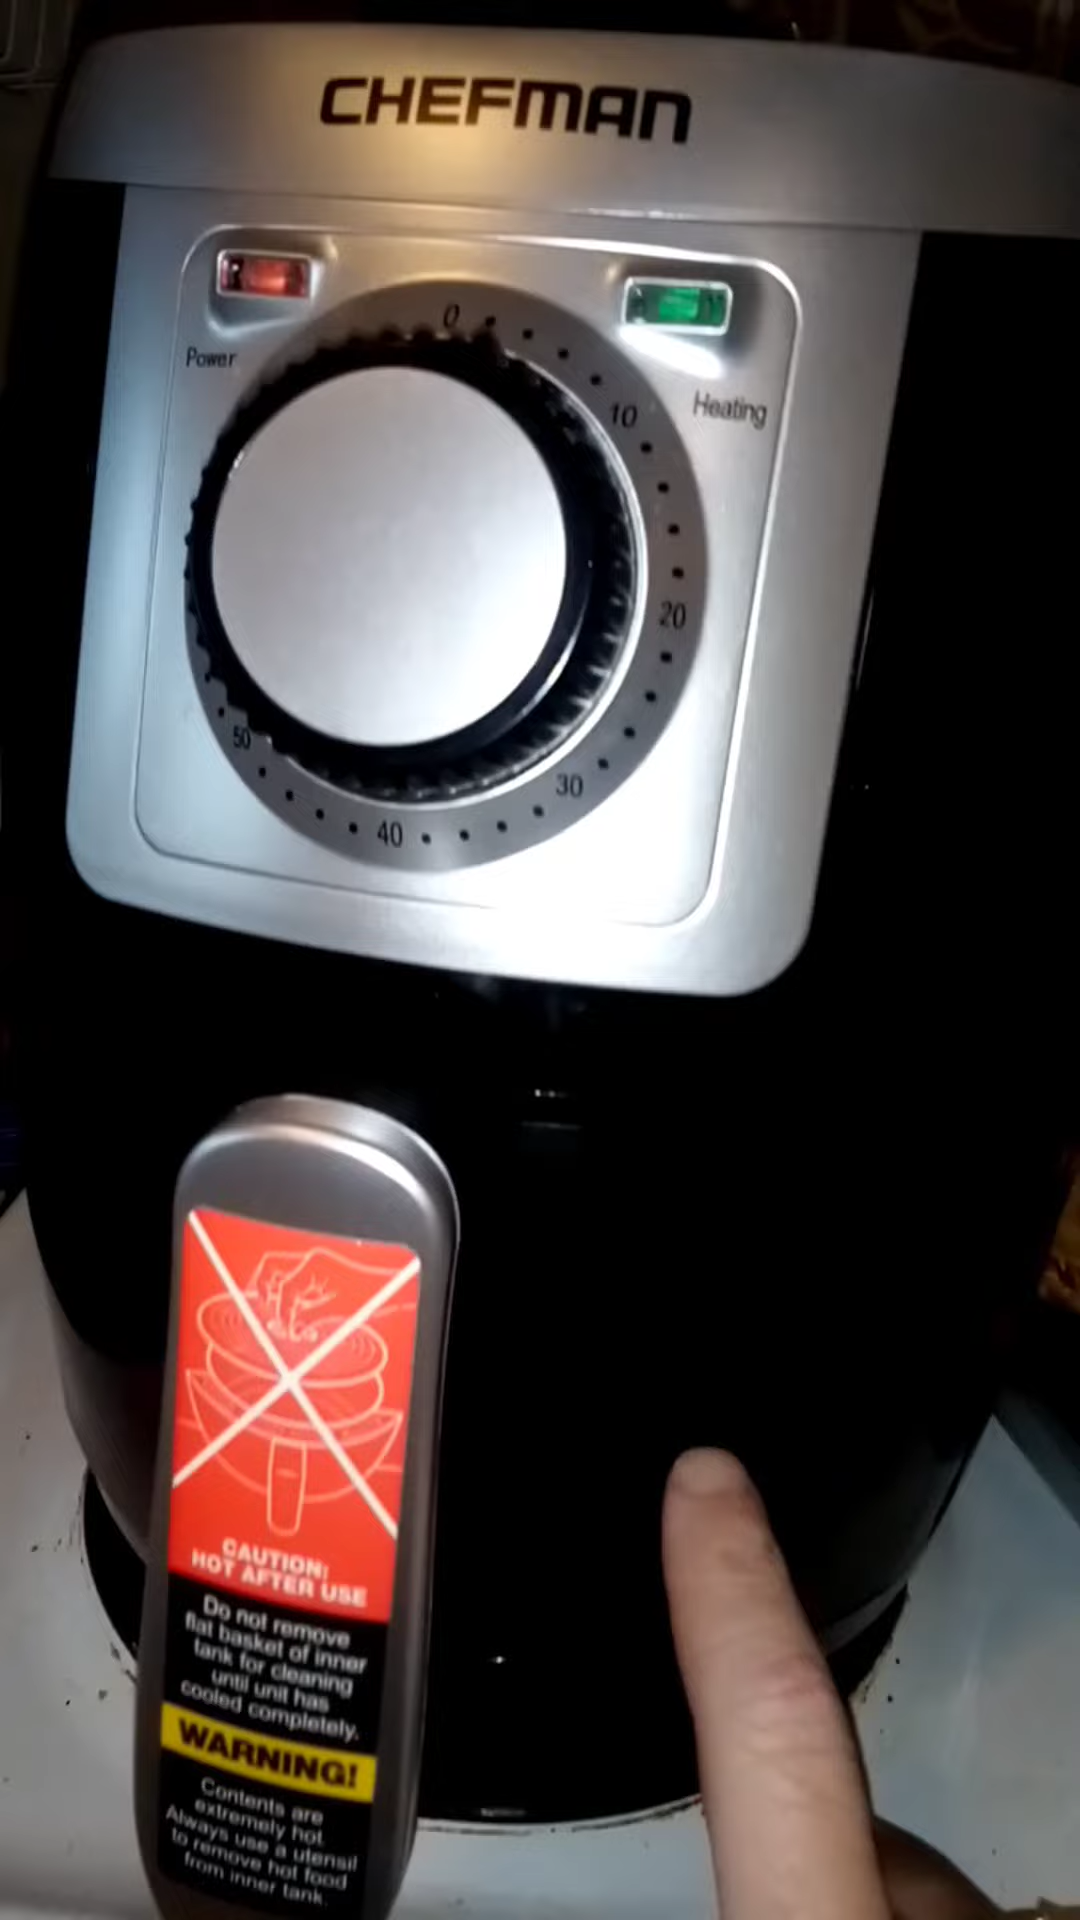 CHEFMAN
Power
Heating
0
10
20
30
40
50
CAUTION:
HOT AFTER USE
Do not remove
flat basket of inner
tank for cleaning
until unit has
cooled completely.
WARNING!
Contents are
extremely hot
Always use a utensil
to remove hot food
from inner tank.